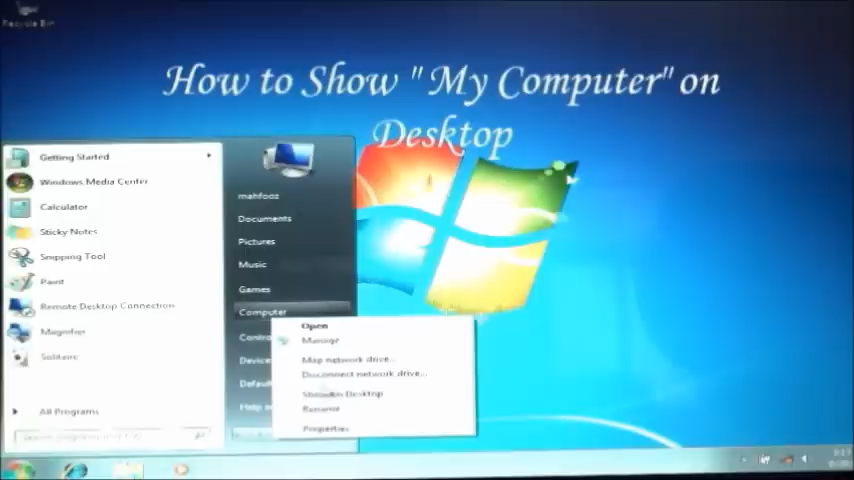 Recycle Bin
How to Show "My Computer" on
Desktop
Getting Started
Windows Media Center
Calculator
Sticky Notes
Snipping Tool
Paint
Remote Desktop Connection
Magnifier
Solitaire
All Programs
mahfooz
Documents
Pictures
Music
Games
Computer
Open
Manage
Map network drive...
Disconnect network drive...
Show on Desktop
Rename
Properties